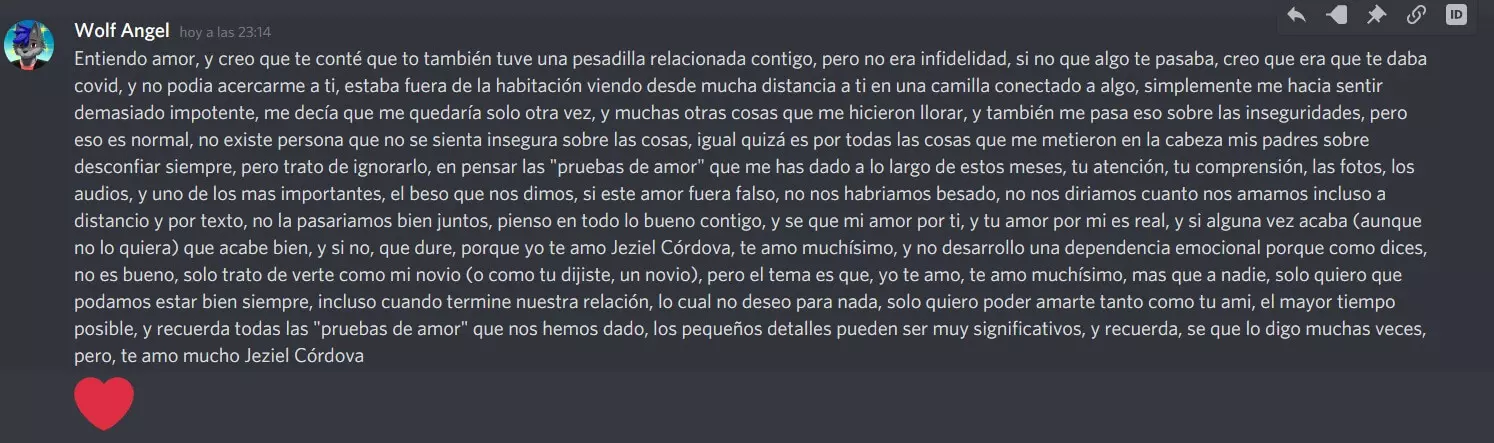 Wolf Angel hoy a las 23:14
ID
Entiendo amor, y creo que te conté que to también tuve una pesadilla relacionada contigo, pero no era infidelidad, si no que algo te pasaba, creo que era que te daba
covid, y no podia acercarme a ti, estaba fuera de la habitación viendo desde mucha distancia a ti en una camilla conectado a algo, simplemente me hacia sentir
demasiado impotente, me decía que me quedaría solo otra vez, y muchas otras cosas que me hicieron llorar, y también me pasa eso sobre las inseguridades, pero
eso es normal, no existe persona que no se sienta insegura sobre las cosas, igual quizá es por todas las cosas que me metieron en la cabeza mis padres sobre
desconfiar siempre, pero trato de ignorarlo, en pensar las "pruebas de amor" que me has dado a lo largo de estos meses, tu atención, tu comprensión, las fotos, los
audios, y uno de los mas importantes, el beso que nos dimos, si este amor fuera falso, no nos habriamos besado, no nos diriamos cuanto nos amamos incluso a
distancio y por texto, no la pasariamos bien juntos, pienso en todo lo bueno contigo, y se que mi amor por ti, y tu amor por mi es real, y si alguna vez acaba (aunque
no lo quiera) que acabe bien, y si no, que dure, porque yo te amo Jeziel Córdova, te amo muchísimo, y no desarrollo una dependencia emocional porque como dices,
no es bueno, solo trato de verte como mi novio (o como tu dijiste, un novio), pero el tema es que, yo te amo, te amo muchísimo, mas que a nadie, solo quiero que
podamos estar bien siempre, incluso cuando termine nuestra relación, lo cual no deseo para nada, solo quiero poder amarte tanto como tu ami, el mayor tiempo
posible, y recuerda todas las "pruebas de amor" que nos hemos dado, los pequeños detalles pueden ser muy significativos, y recuerda, se que lo digo muchas veces,
pero, te amo mucho Jeziel Córdova